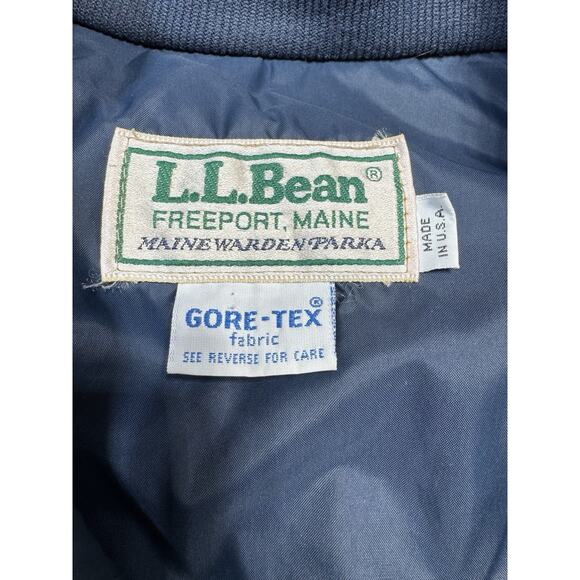 L.L.Bean®
FREEPORT, MAINE
MAINE WARDEN PARKA
MADE
IN U.S.A.
GORE-TEX®
fabric
SEE REVERSE FOR CARE